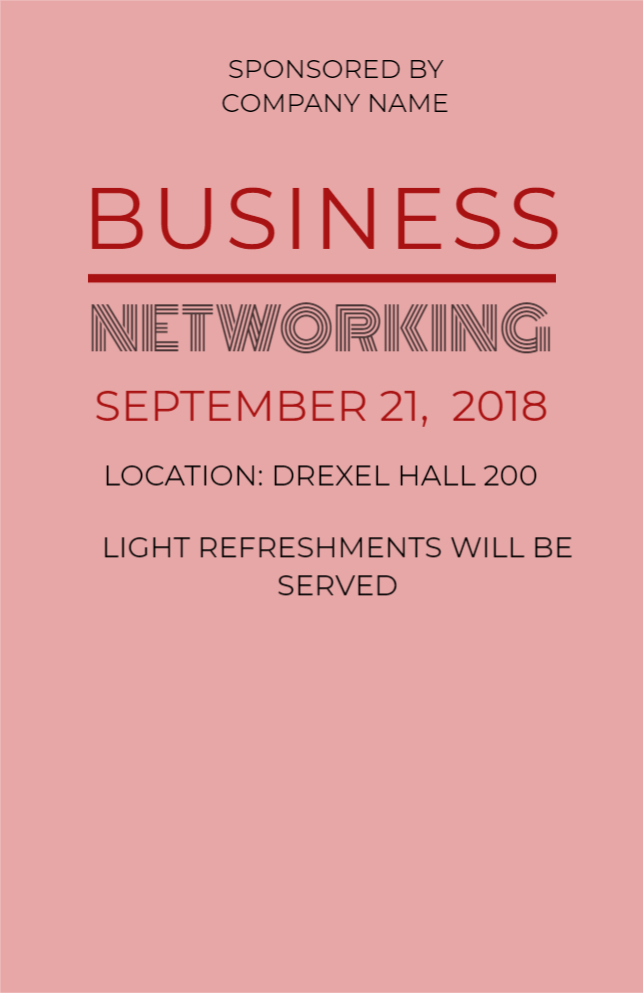 SPONSORED BY
COMPANY NAME
BUSINESS
NETWORKING
SEPTEMBER 21, 2018
LOCATION: DREXEL HALL 200
LIGHT REFRESHMENTS WILL BE
SERVED